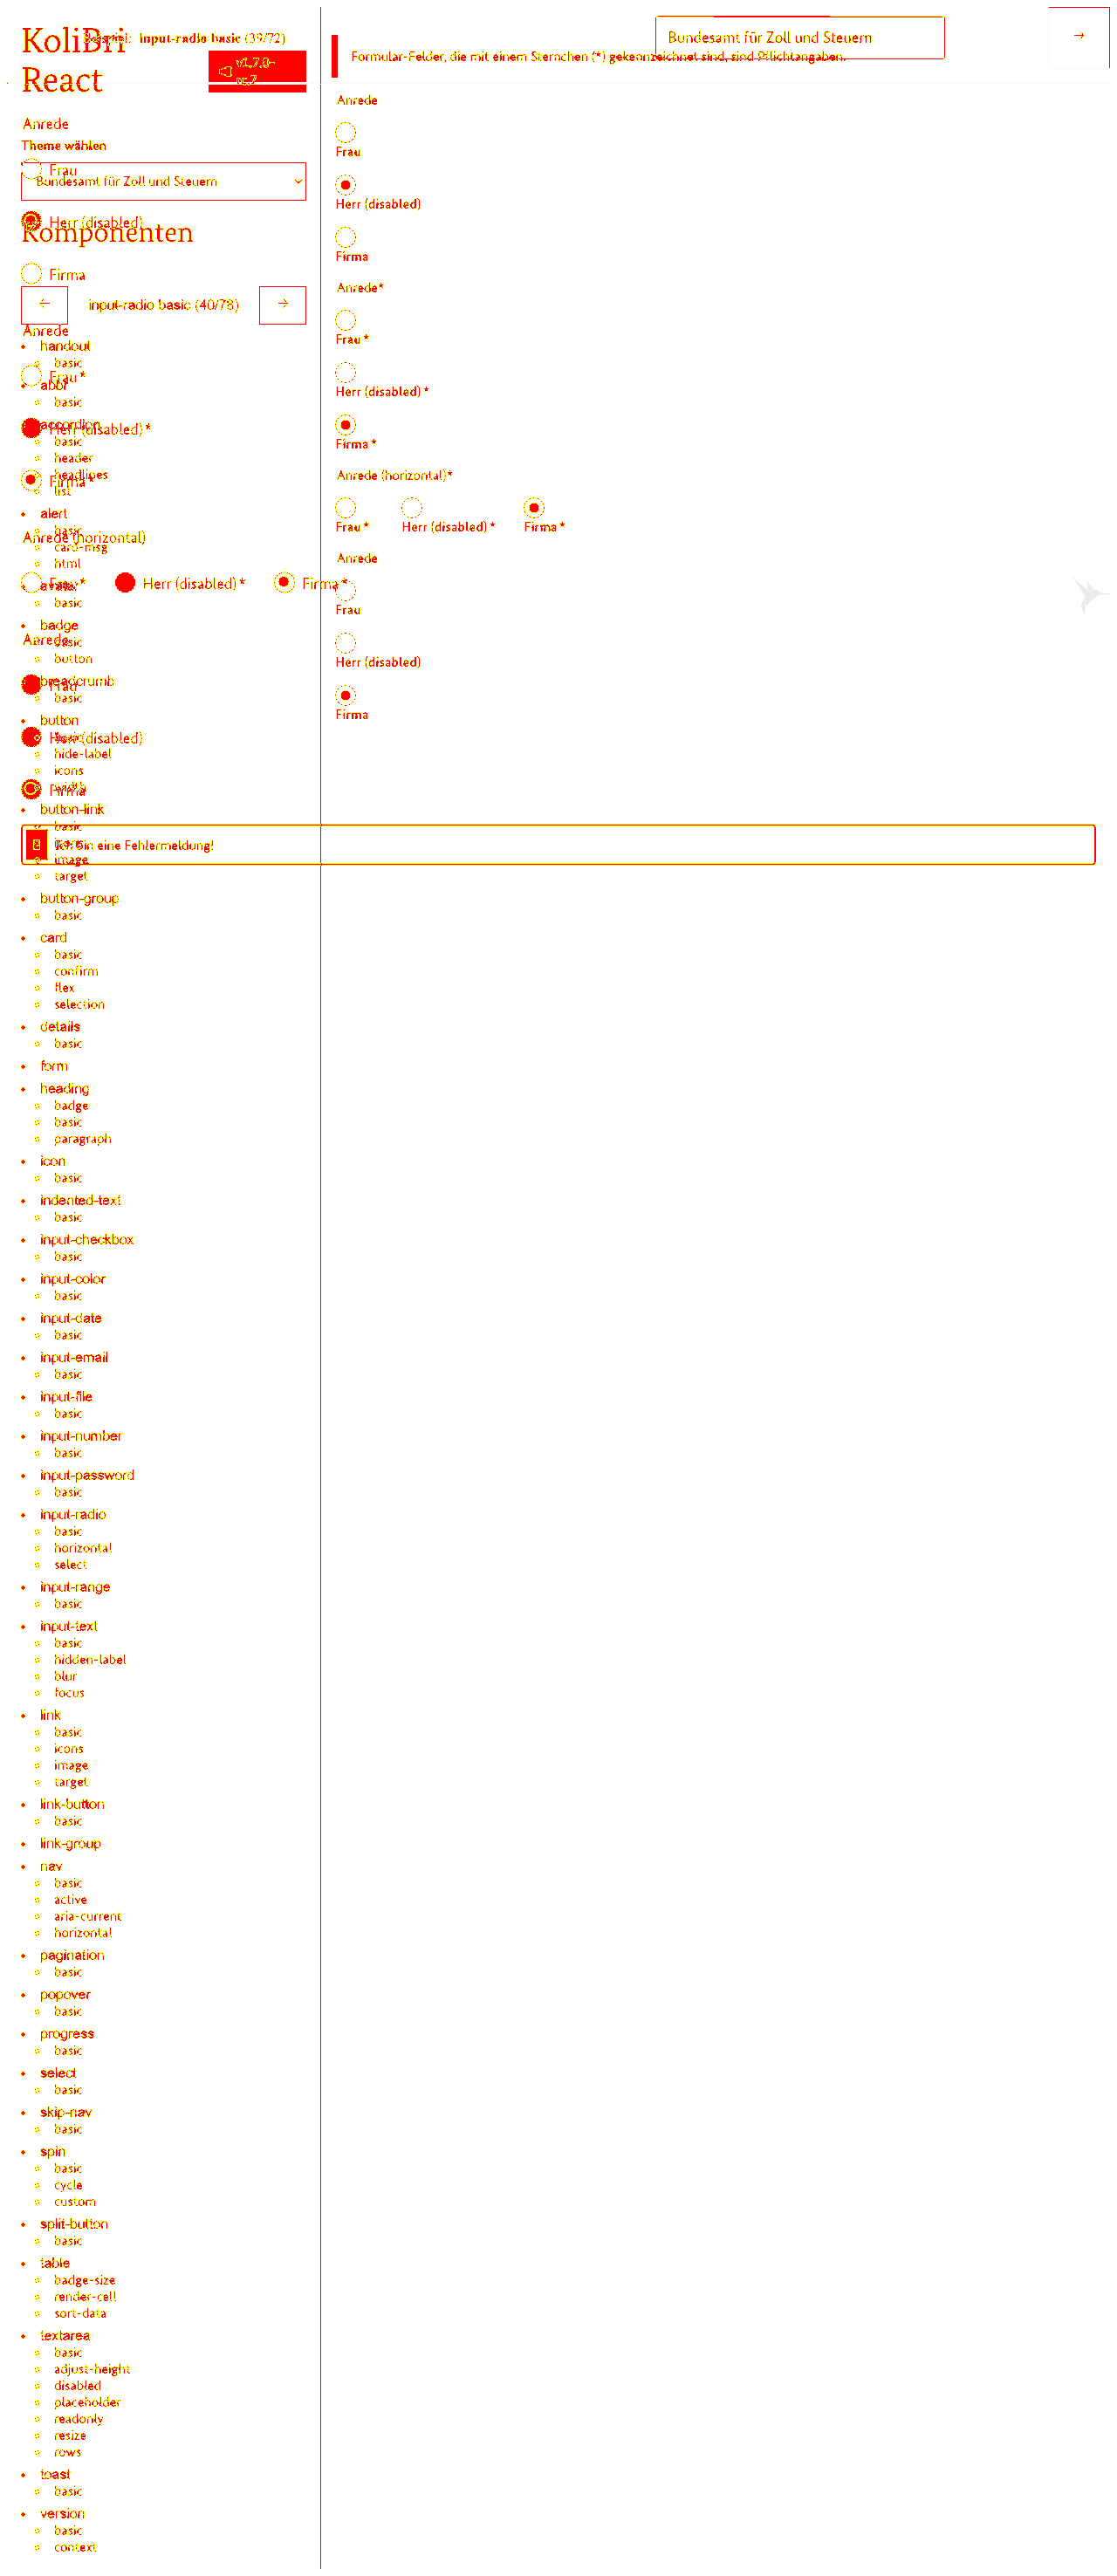 KoliBri
React
Beispiel: input-radio basic (39/72)
v1.7.0-
rc.2
Bundesamt für Zoll und Steuern
→
Formular-Felder, die mit einem Sternchen (*) gekennzeichnet sind, sind Pflichtangaben.
Anrede
Theme wählen
Frau
Bundesamt für Zoll und Steuern
Herr (disabled)
Komponenten
Firma
← input-radio basic (40/78) →
Anrede
Frau *
Herr (disabled) *
Firma *
Anrede (horizontal)
Frau * Herr (disabled) * Firma *
Anrede
Frau
Herr (disabled)
Firma
Ich bin eine Fehlermeldung!
handout
basic
abbr
basic
accordion
basic
header
headlines
list
alert
basic
card-msg
html
avatar
basic
badge
basic
button
breadcrumb
basic
button
basic
hide-label
icons
width
button-link
basic
icons
image
target
button-group
basic
card
basic
confirm
flex
selection
details
basic
form
heading
badge
basic
paragraph
icon
basic
indented-text
basic
input-checkbox
basic
input-color
basic
input-date
basic
input-email
basic
input-file
basic
input-number
basic
input-password
basic
input-radio
basic
horizontal
select
input-range
basic
input-text
basic
hidden-label
blur
focus
link
basic
icons
image
target
link-button
basic
link-group
nav
basic
active
aria-current
horizontal
pagination
basic
popover
basic
progress
basic
select
basic
skip-nav
basic
spin
basic
cycle
custom
split-button
basic
table
badge-size
render-cell
sort-data
textarea
basic
adjust-height
disabled
placeholder
readonly
resize
rows
toast
basic
version
basic
context
Anrede
Frau
Herr (disabled)
Firma
Anrede*
Frau *
Herr (disabled) *
Firma *
Anrede (horizontal)*
Frau * Herr (disabled) * Firma *
Anrede
Frau
Herr (disabled)
Firma